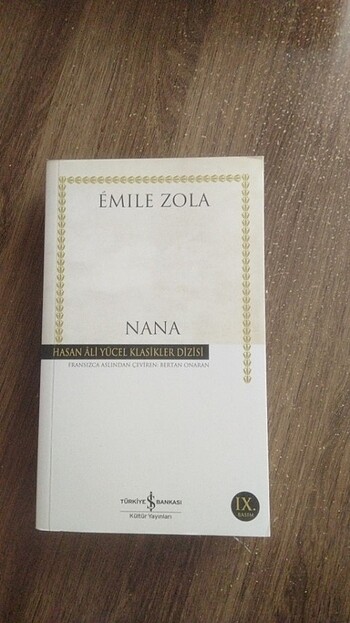 ÉMILE ZOLA
NANA
HASAN ÂLİ YÜCEL KLASİKLER DİZİSİ
FRANSIZCA ASLINDAN ÇEVİREN: BERTAN ONARAN
TÜRKİYE İŞ BANKASI
Kültür Yayınları
IX.
BASIM